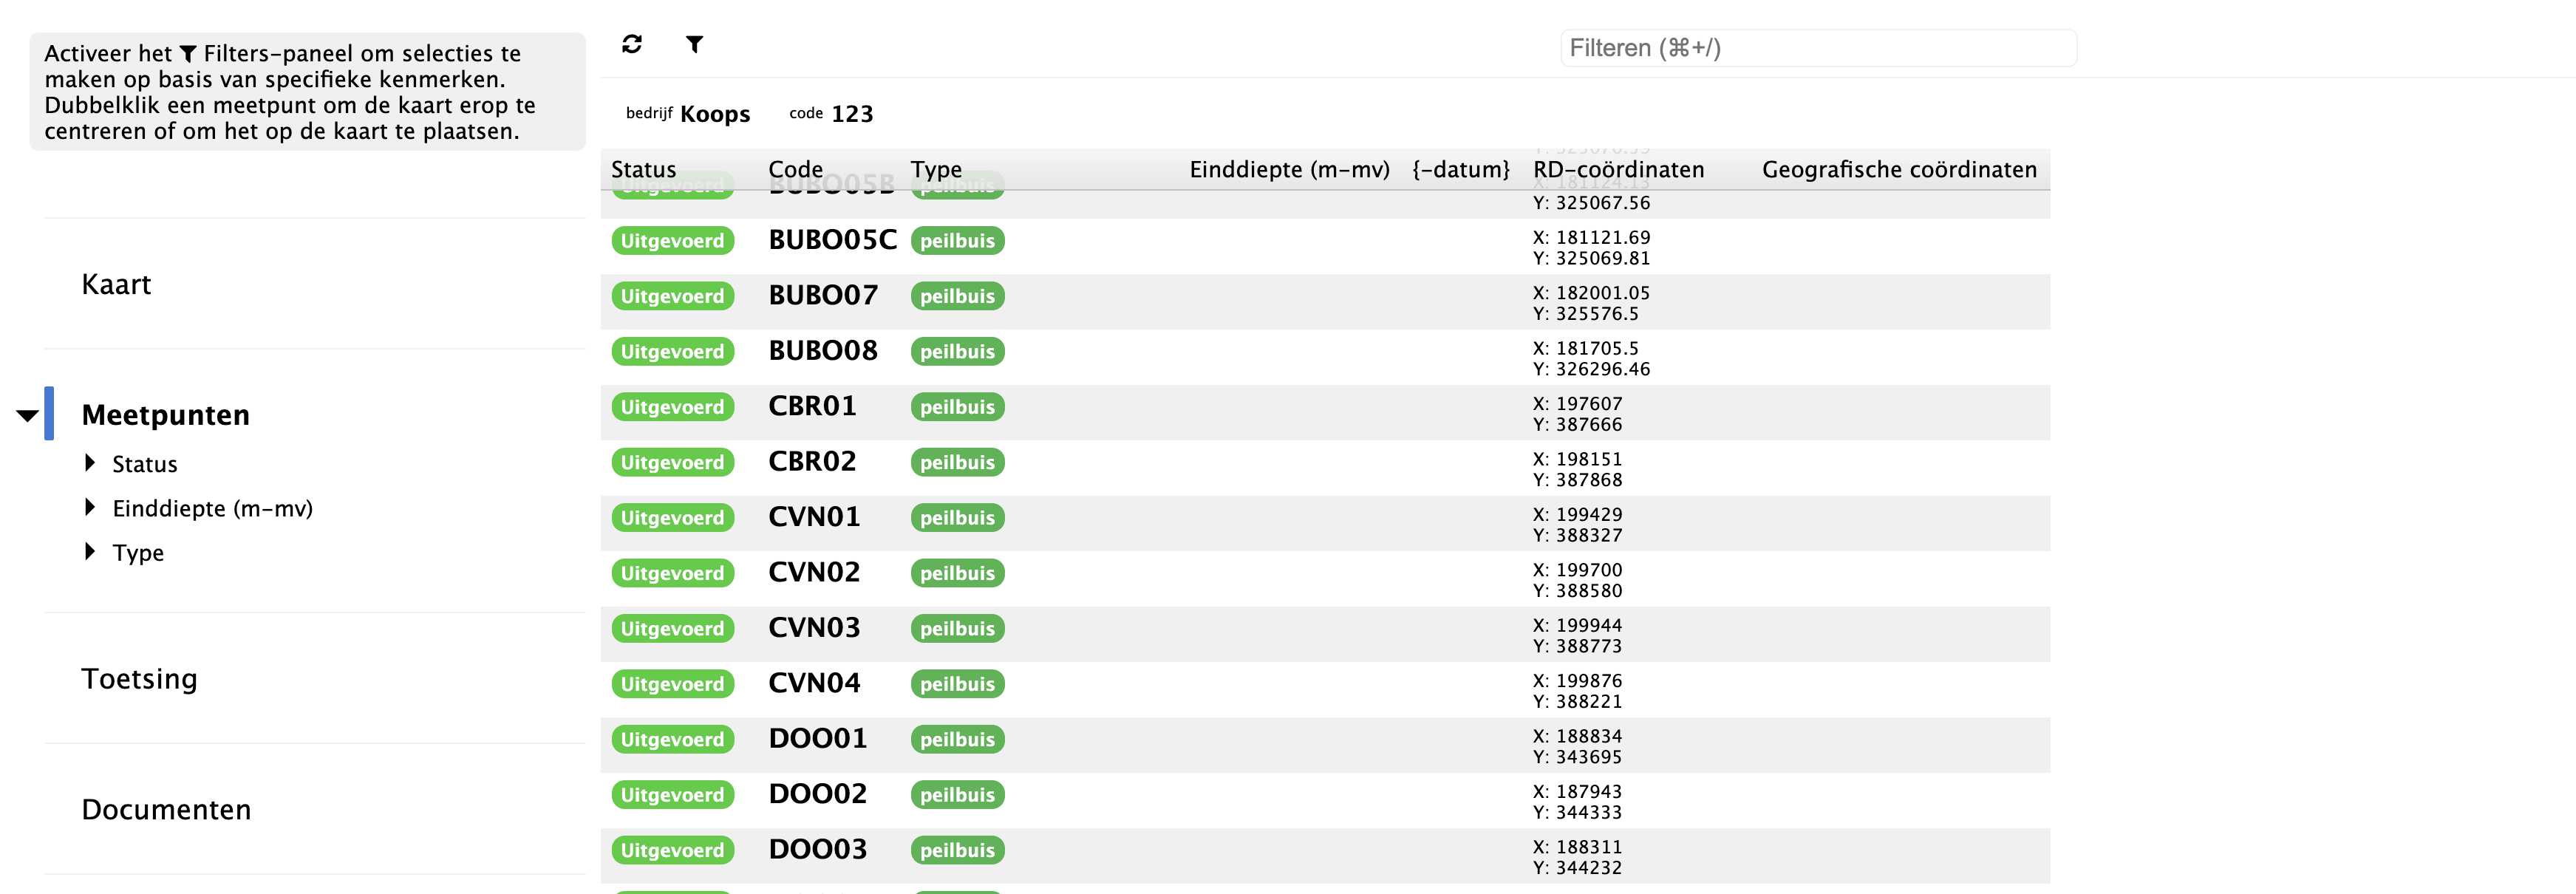 Activeer het Filters-paneel om selecties te
maken op basis van specifieke kenmerken.
Dubbelklik een meetpunt om de kaart erop te
centreren of om het op de kaart te plaatsen.
Kaart
Meetpunten
Status
Einddiepte (m-mv)
Type
Toetsing
Documenten
Filteren (⌘+/)
bedrijf Koops code 123
Status Code Type Einddiepte (m-mv) {-datum} RD-coördinaten Geografische coördinaten
Uitgevoerd BUBO05B peilbuis X: 181124.13
Y: 325067.56
Uitgevoerd BUBO05C peilbuis X: 181121.69
Y: 325069.81
Uitgevoerd BUBO07 peilbuis X: 182001.05
Y: 325576.5
Uitgevoerd BUBO08 peilbuis X: 181705.5
Y: 326296.46
Uitgevoerd CBR01 peilbuis X: 197607
Y: 387666
Uitgevoerd CBR02 peilbuis X: 198151
Y: 387868
Uitgevoerd CVN01 peilbuis X: 199429
Y: 388327
Uitgevoerd CVN02 peilbuis X: 199700
Y: 388580
Uitgevoerd CVN03 peilbuis X: 199944
Y: 388773
Uitgevoerd CVN04 peilbuis X: 199876
Y: 388221
Uitgevoerd DOO01 peilbuis X: 188834
Y: 343695
Uitgevoerd DOO02 peilbuis X: 187943
Y: 344333
Uitgevoerd DOO03 peilbuis X: 188311
Y: 344232